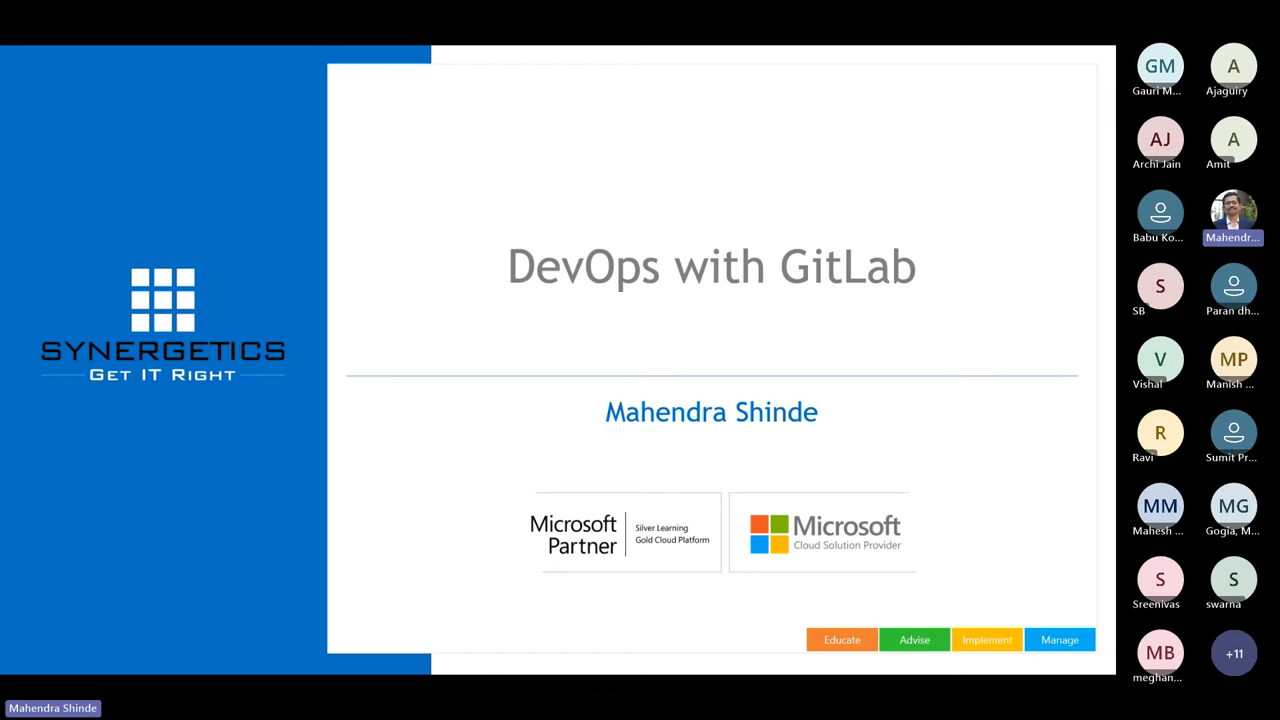 SYNERGETICS
GET IT RIGHT
DevOps with GitLab
Mahendra Shinde
Microsoft
Partner
Silver Learning
Gold Cloud Platform
Microsoft
Cloud Solution Provider
Educate
Advise
Implement
Manage
GM
Gauri M...
A
Ajaguiry
AJ
Archi Jain
A
Amit
Babu Ko...
Mahendr...
S
SB
Paran dh...
V
Vishal
MP
Manish ...
R
Ravi
Sumit Pr...
MM
Mahesh ...
MG
Gogia, M...
S
Sreenivas
S
swarna
MB
meghan...
+11
Mahendra Shinde